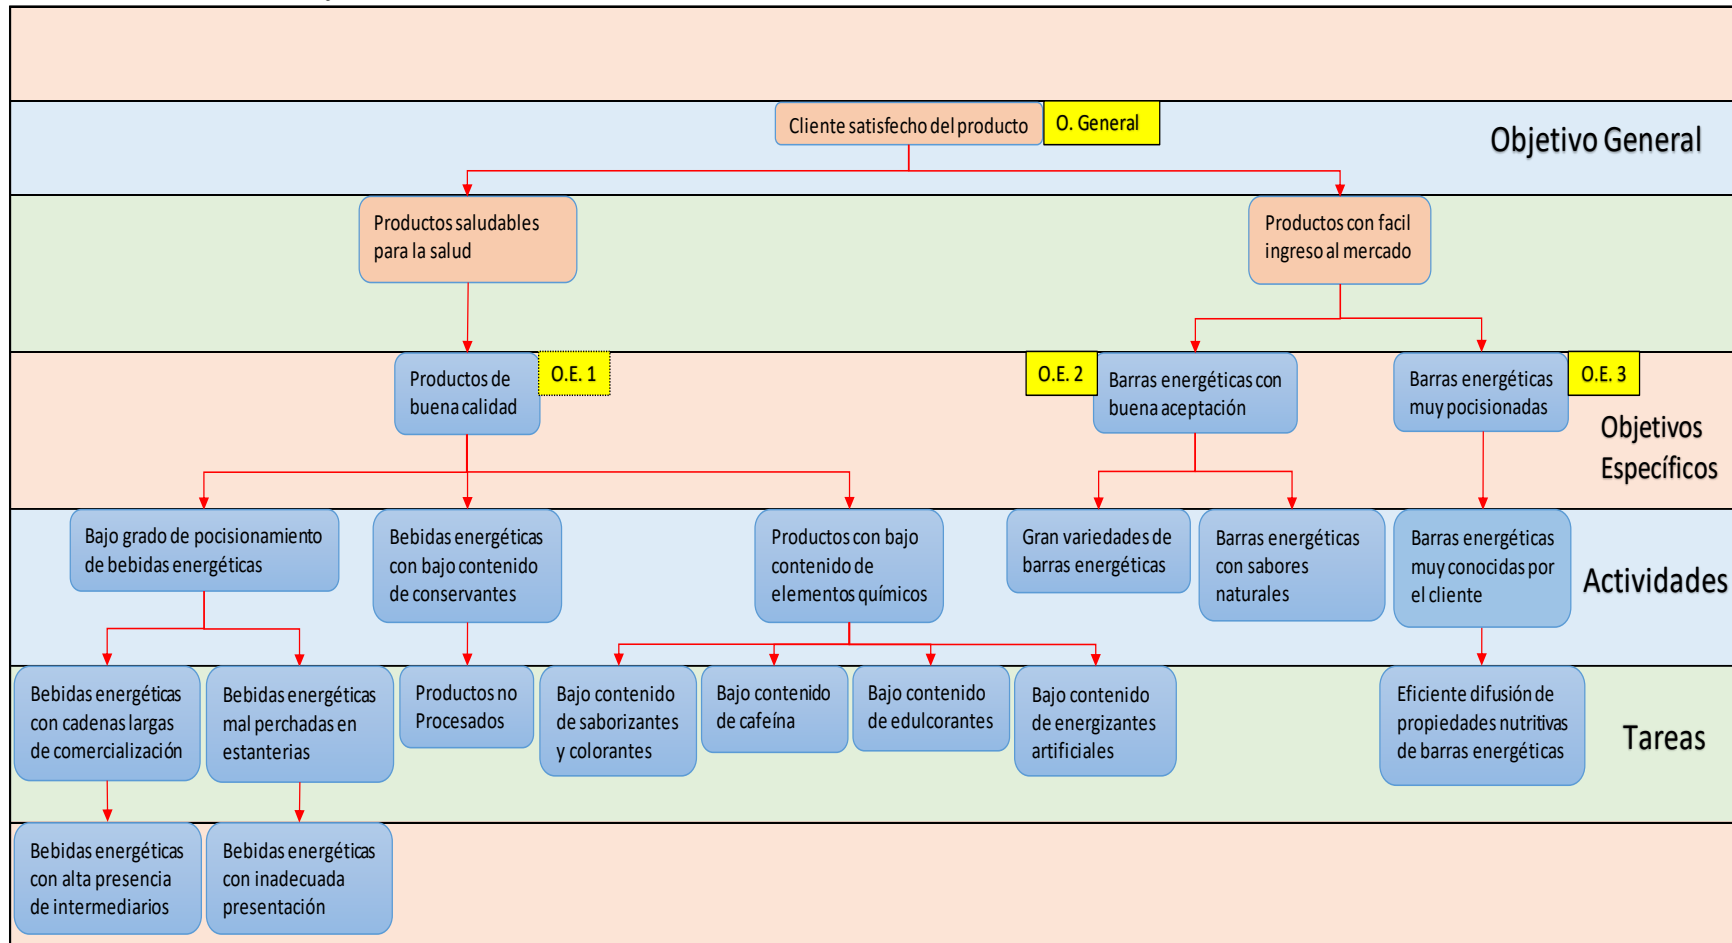 Cliente satisfecho del producto
O. General
Objetivo General
Productos saludables
para la salud
Productos con facil
ingreso al mercado
Productos de
buena calidad
O.E. 1
O.E. 2
Barras energéticas con
buena aceptación
Barras energéticas
muy pocisionadas
O.E. 3
Objetivos
Específicos
Bajo grado de pocisionamiento
de bebidas energéticas
Bebidas energéticas
con bajo contenido
de conservantes
Productos con bajo
contenido de
elementos químicos
Gran variedades de
barras energéticas
Barras energéticas
con sabores
naturales
Barras energéticas
muy conocidas por
el cliente
Actividades
Bebidas energéticas
con cadenas largas
de comercialización
Bebidas energéticas
mal perchadas en
estanterias
Productos no
Procesados
Bajo contenido
de saborizantes
y colorantes
Bajo contenido
de cafeína
Bajo contenido
de edulcorantes
Bajo contenido
de energizantes
artificiales
Eficiente difusión de
propiedades nutritivas
de barras energéticas
Tareas
Bebidas energéticas
con alta presencia
de intermediarios
Bebidas energéticas
con inadecuada
presentación